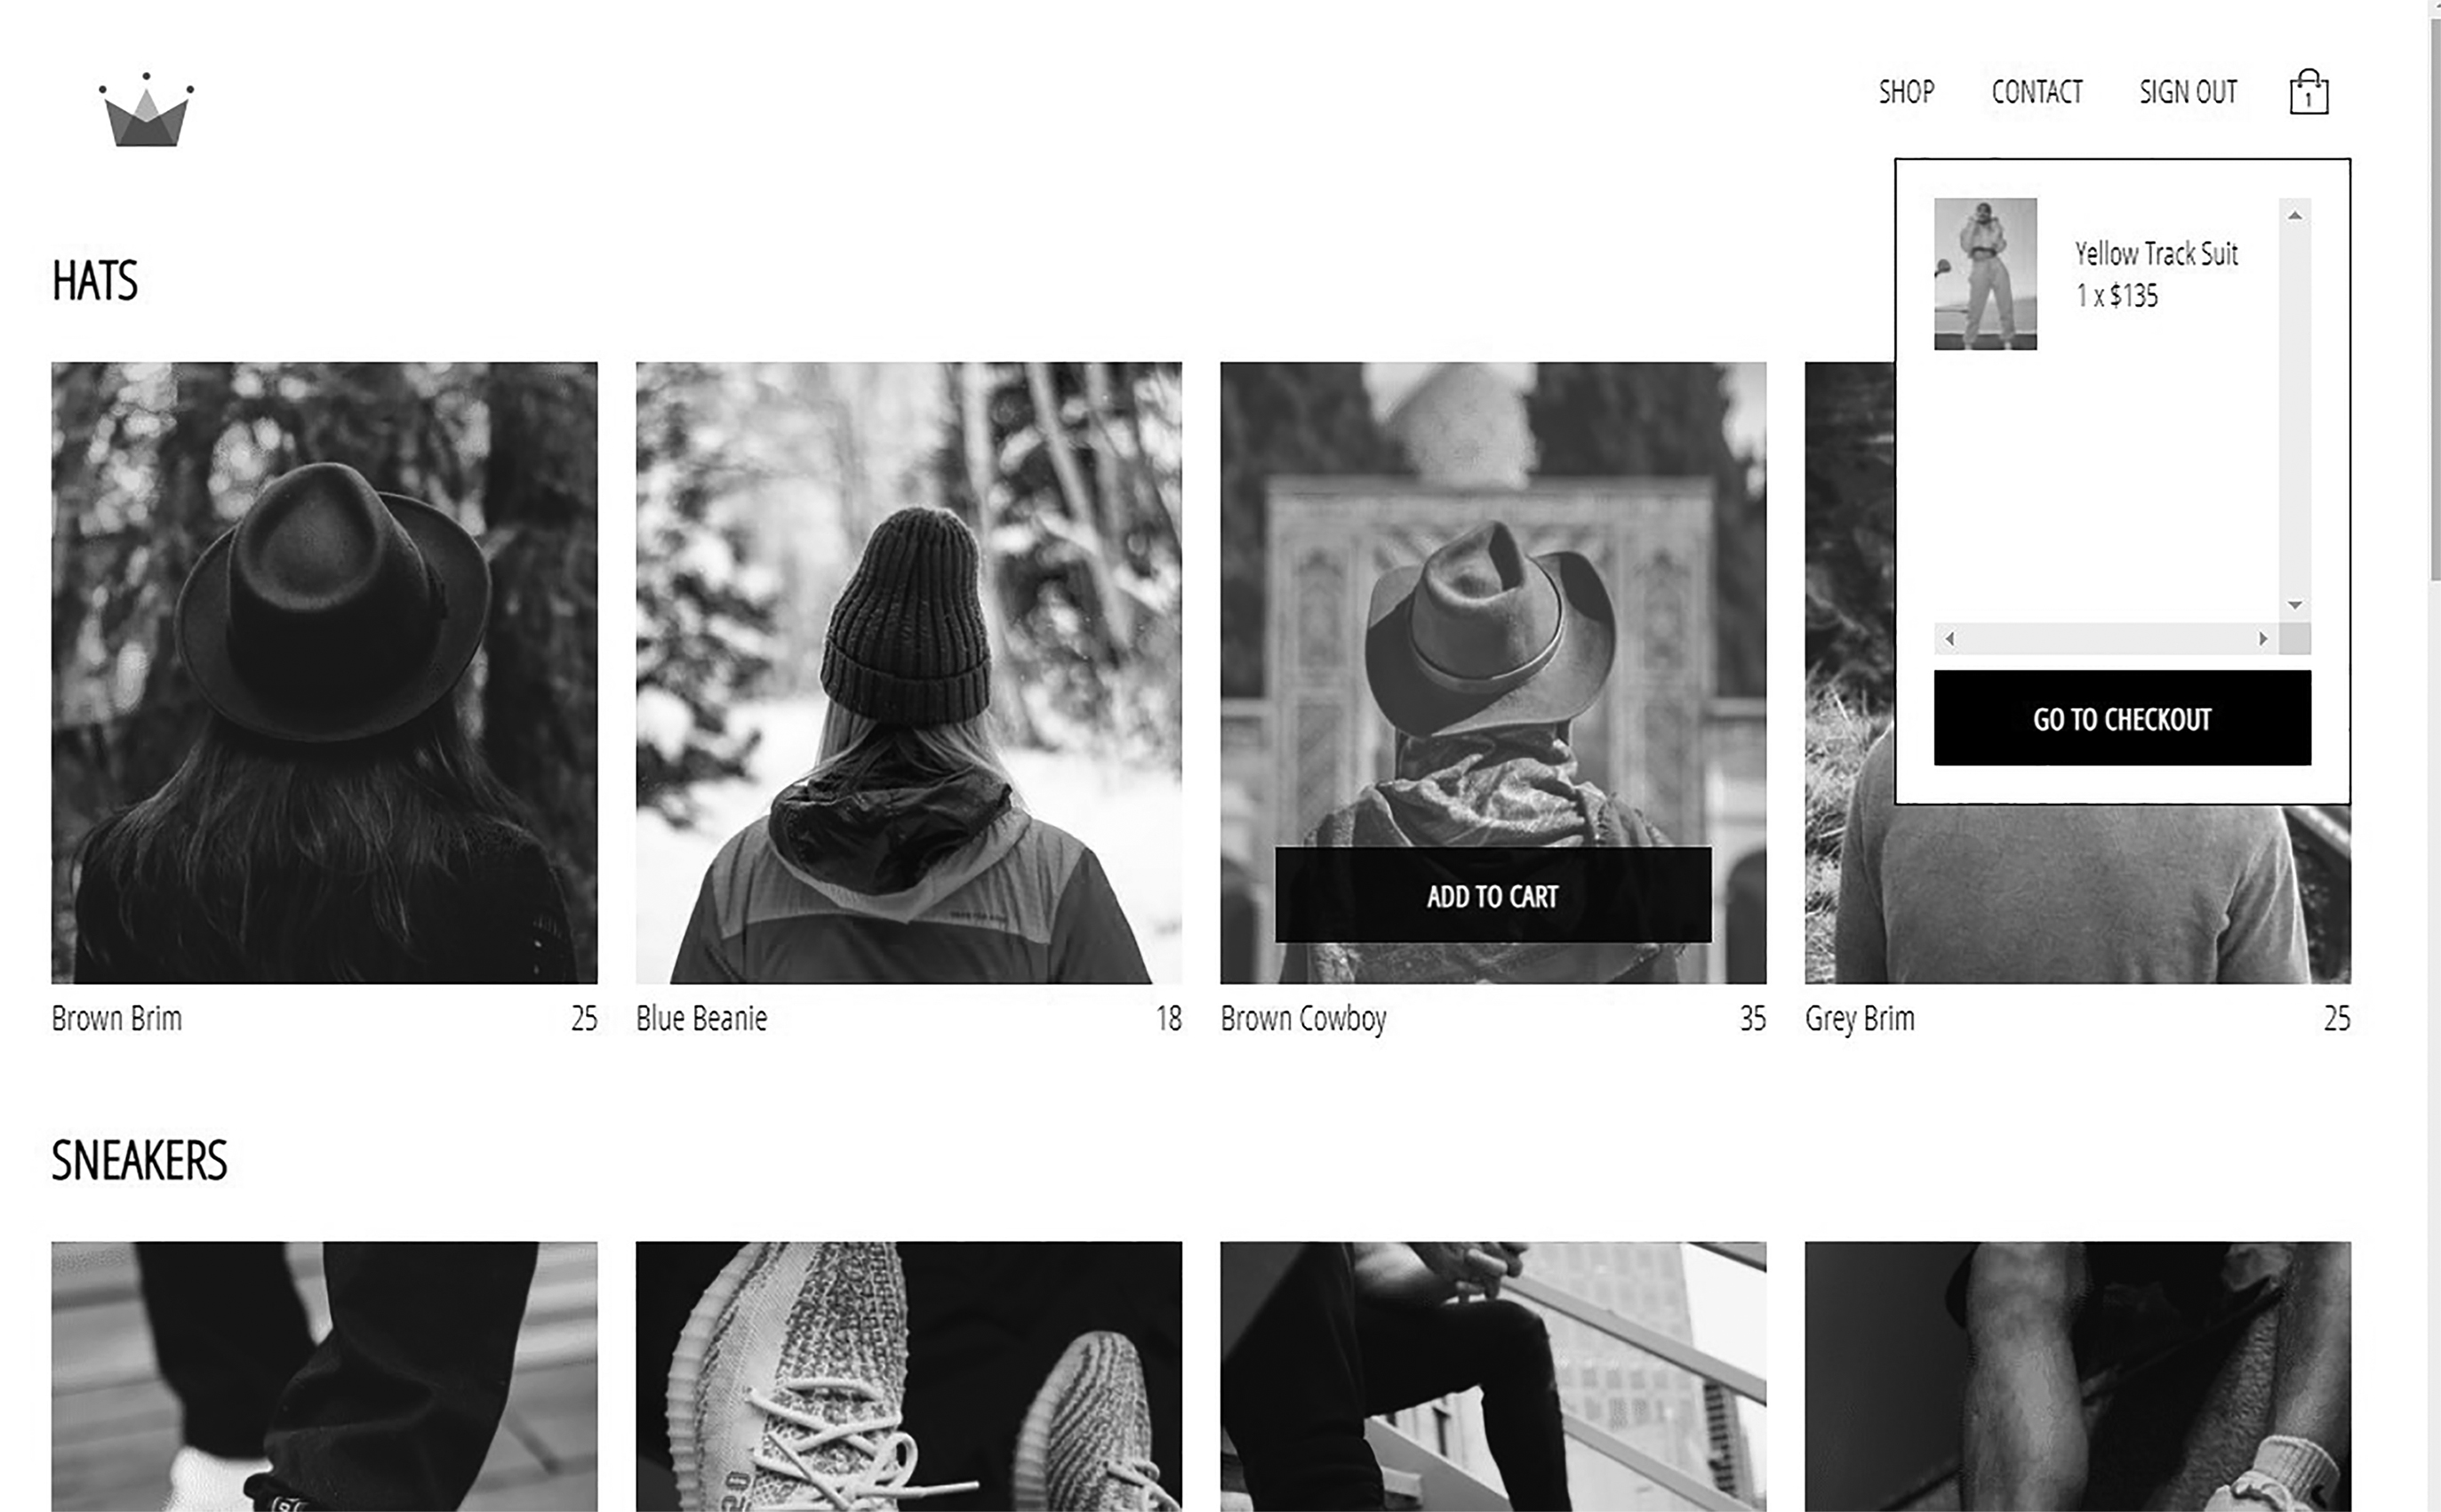 SHOP
CONTACT
SIGN OUT
1
Yellow Track Suit
1 x $135
GO TO CHECKOUT
HATS
ADD TO CART
Brown Brim
25
Blue Beanie
18
Brown Cowboy
35
Grey Brim
25
SNEAKERS